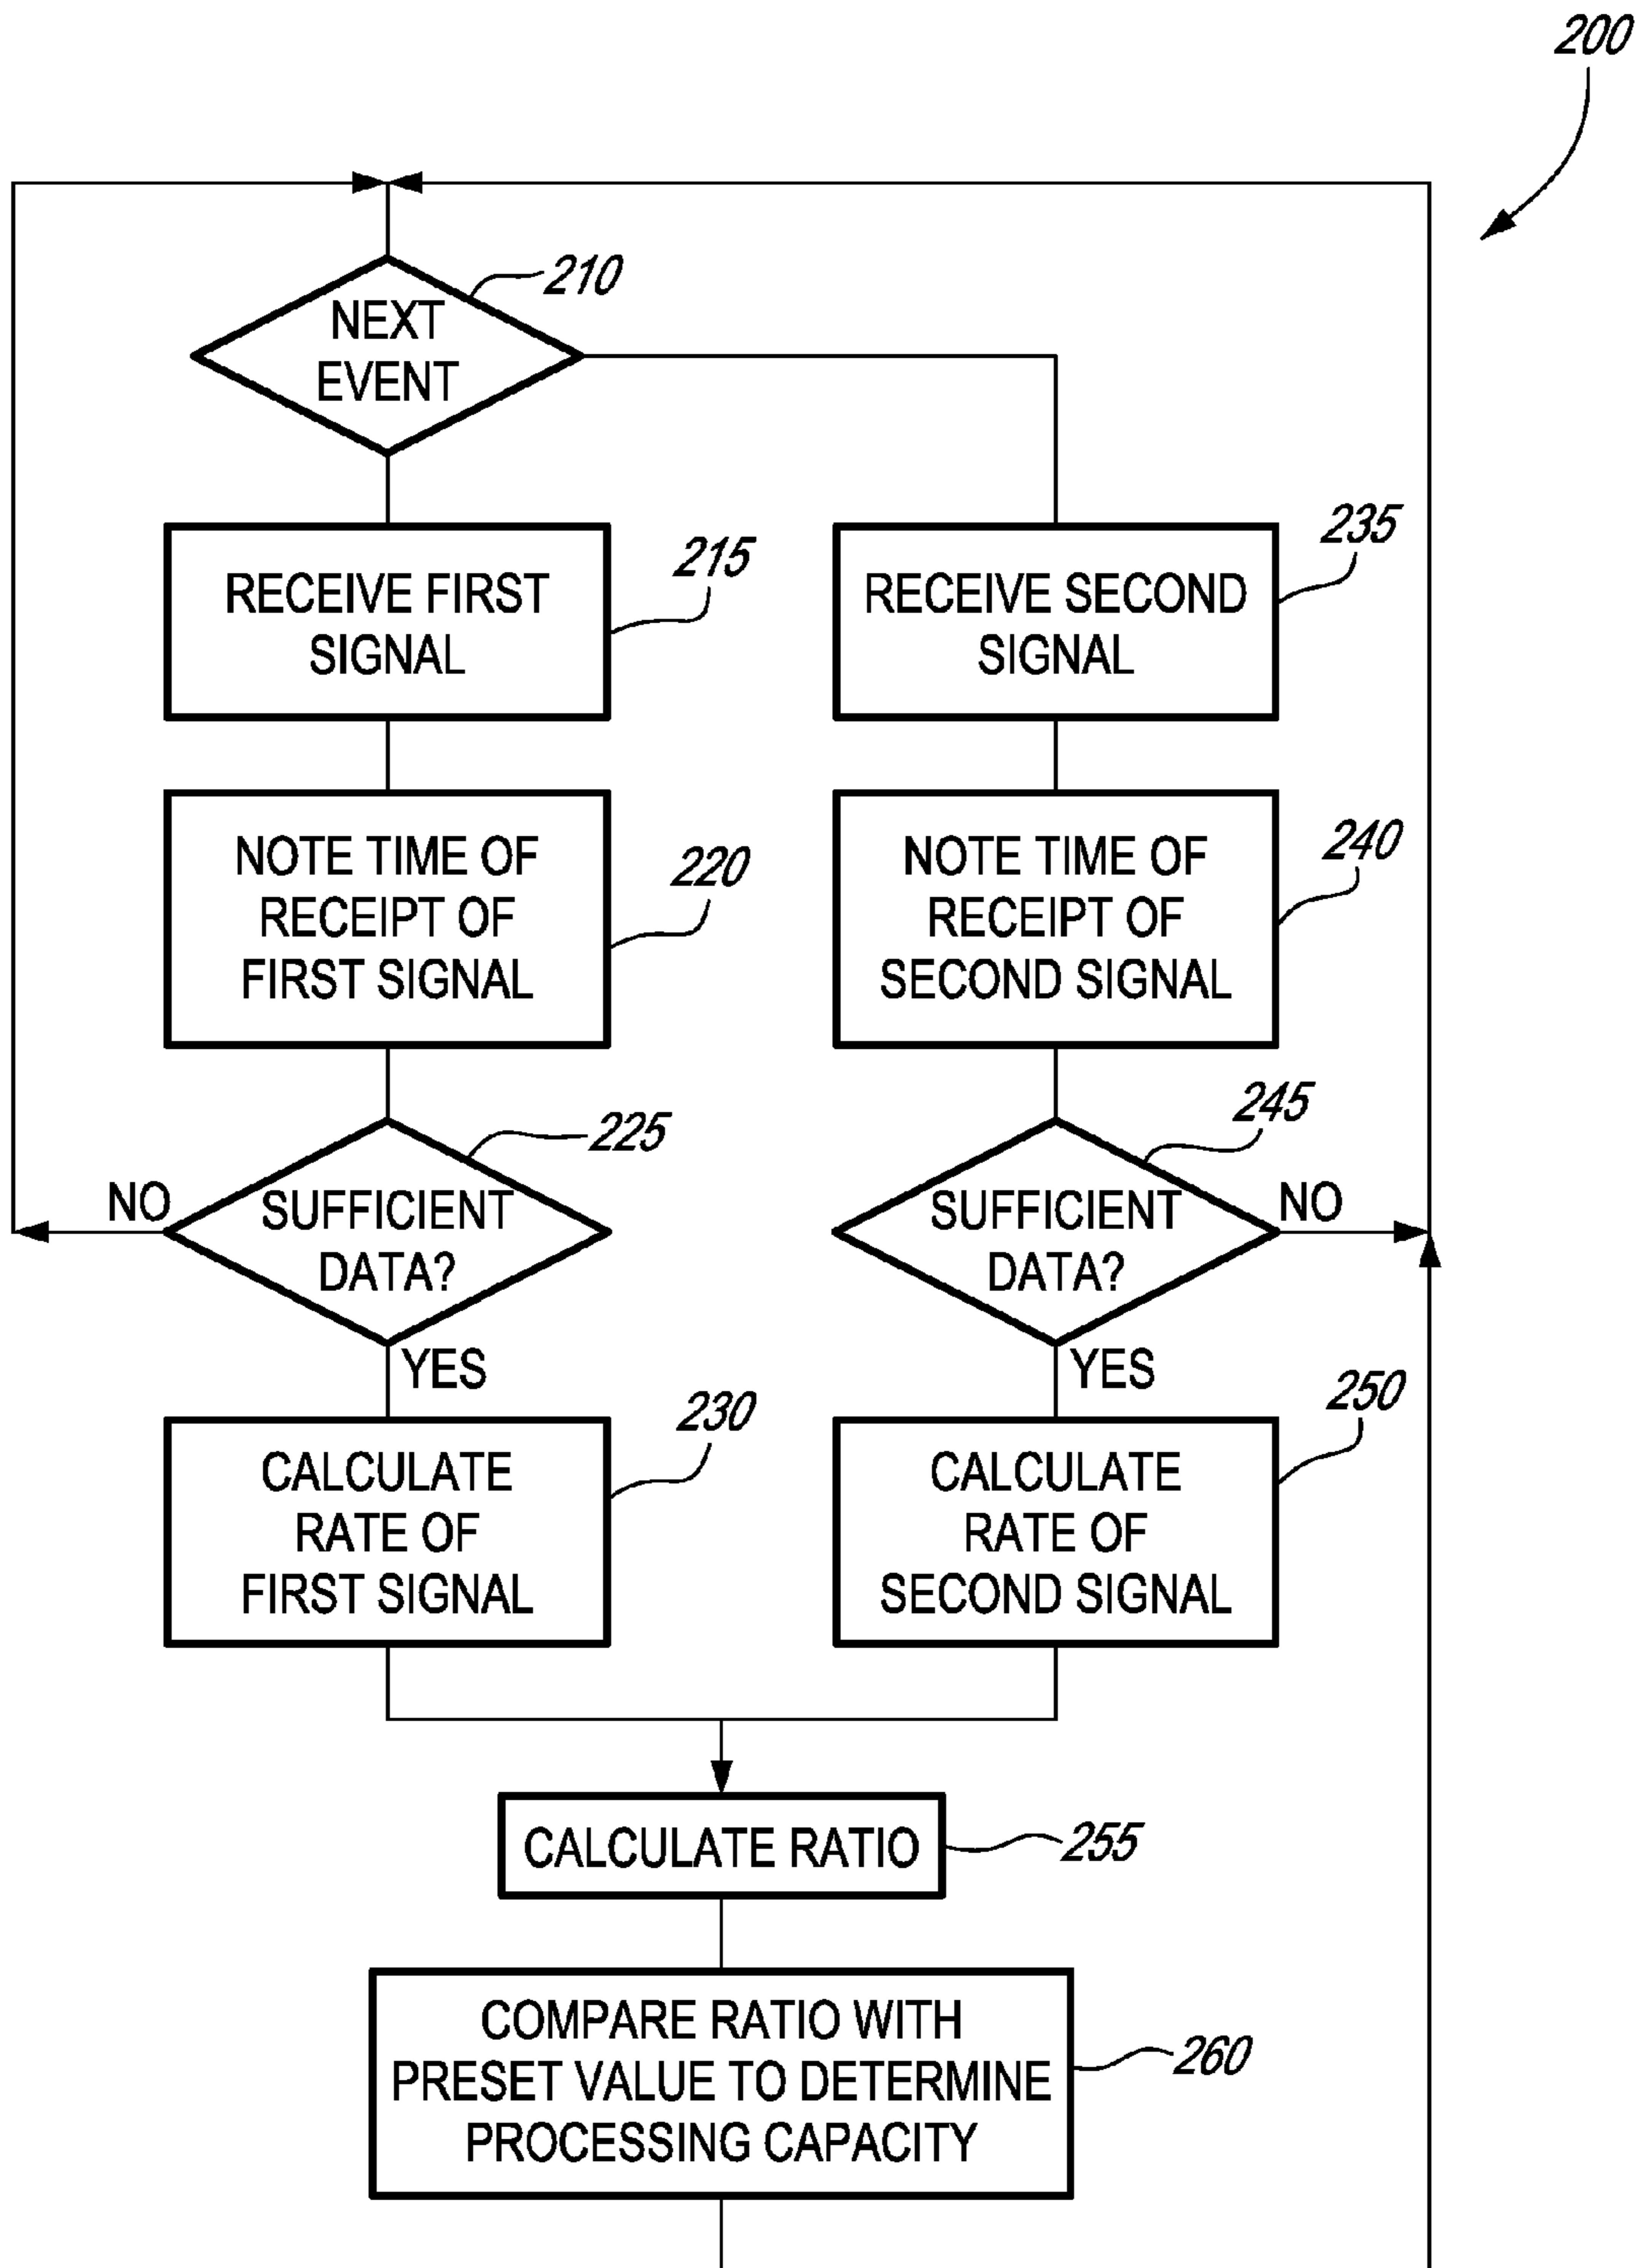 200
210
NEXT
EVENT
215
RECEIVE FIRST
SIGNAL
235
RECEIVE SECOND
SIGNAL
220
NOTE TIME OF
RECEIPT OF
FIRST SIGNAL
240
NOTE TIME OF
RECEIPT OF
SECOND SIGNAL
225
NO
SUFFICIENT
DATA?
YES
245
SUFFICIENT
DATA?
NO
YES
230
CALCULATE
RATE OF
FIRST SIGNAL
250
CALCULATE
RATE OF
SECOND SIGNAL
CALCULATE RATIO
255
COMPARE RATIO WITH
PRESET VALUE TO DETERMINE
PROCESSING CAPACITY
260